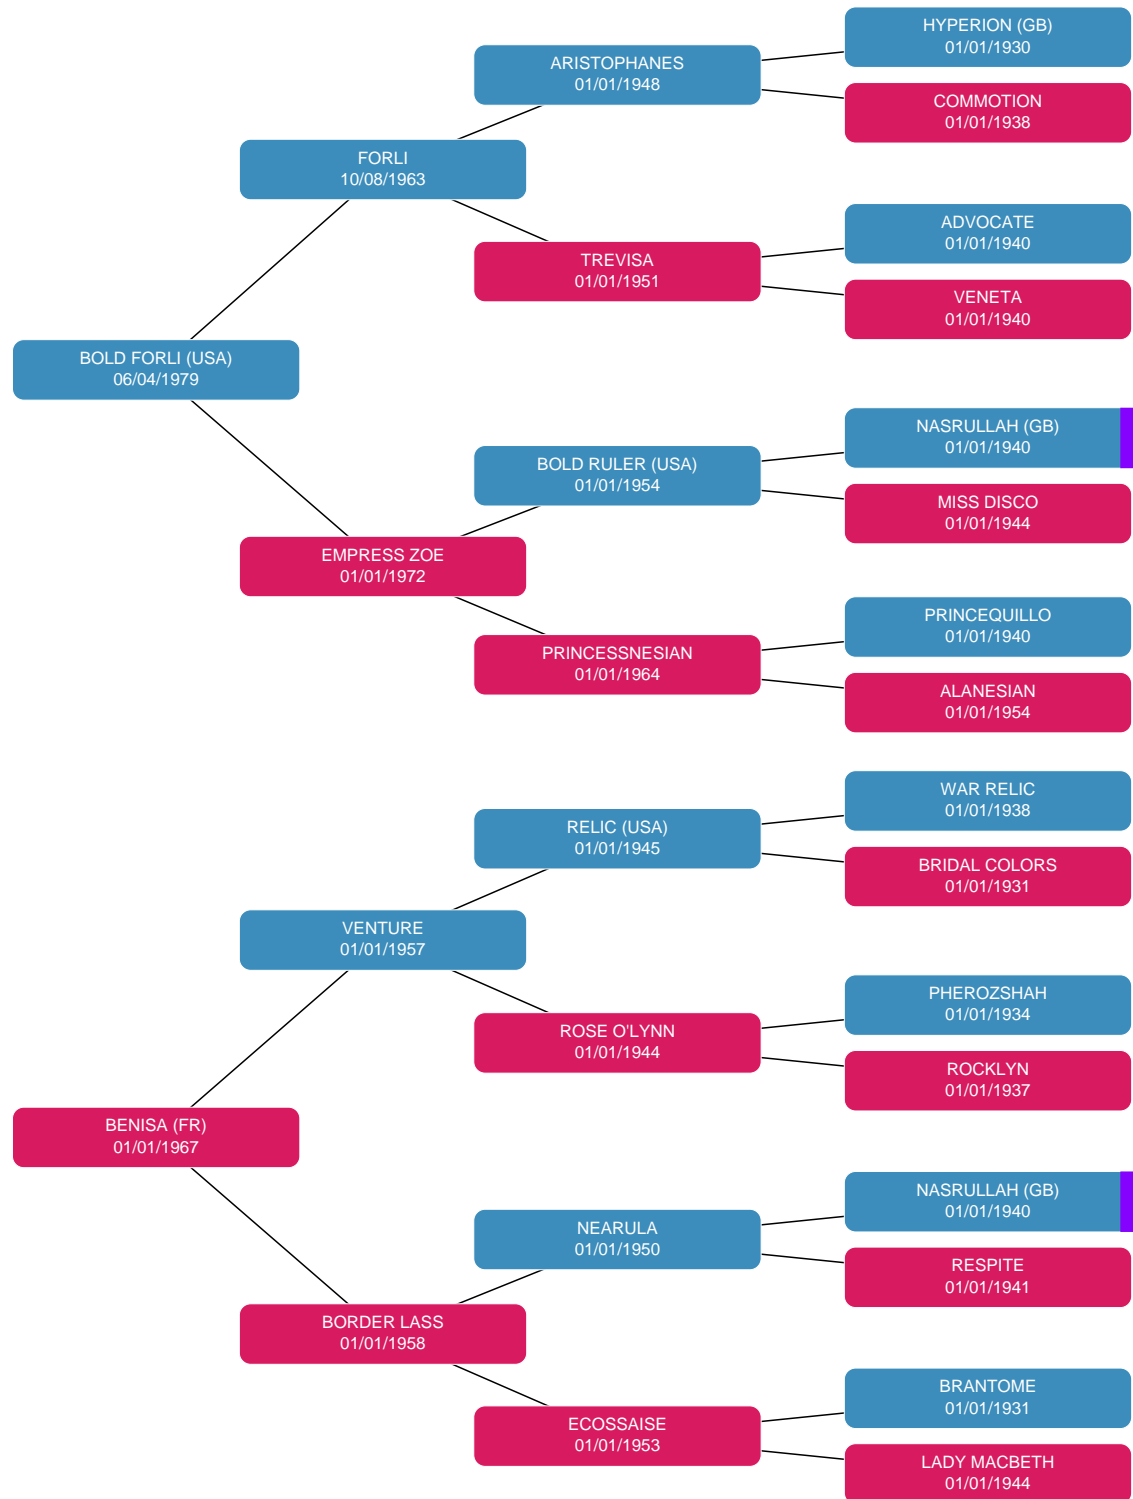 HYPERION (GB)
01/01/1930
ARISTOPHANES
01/01/1948
COMMOTION
01/01/1938
FORLI
10/08/1963
ADVOCATE
01/01/1940
TREVISA
01/01/1951
VENETA
01/01/1940
BOLD FORLI (USA)
06/04/1979
NASRULLAH (GB)
01/01/1940
BOLD RULER (USA)
01/01/1954
MISS DISCO
01/01/1944
EMPRESS ZOE
01/01/1972
PRINCEQUILLO
01/01/1940
PRINCESSNESIAN
01/01/1964
ALANESIAN
01/01/1954
WAR RELIC
01/01/1938
RELIC (USA)
01/01/1945
BRIDAL COLORS
01/01/1931
VENTURE
01/01/1957
PHEROZSHAH
01/01/1934
ROSE O'LYNN
01/01/1944
ROCKLYN
01/01/1937
BENISA (FR)
01/01/1967
NASRULLAH (GB)
01/01/1940
NEARULA
01/01/1950
RESPITE
01/01/1941
BORDER LASS
01/01/1958
BRANTOME
01/01/1931
ECOSSAISE
01/01/1953
LADY MACBETH
01/01/1944